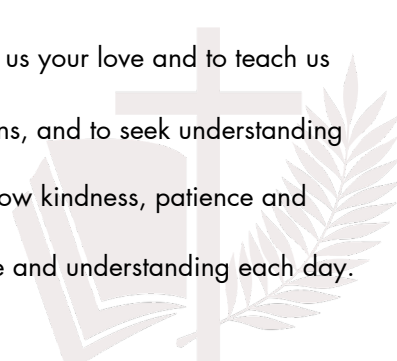 us your love and to teach us
ns, and to seek understanding
ow kindness, patience and
and understanding each day.